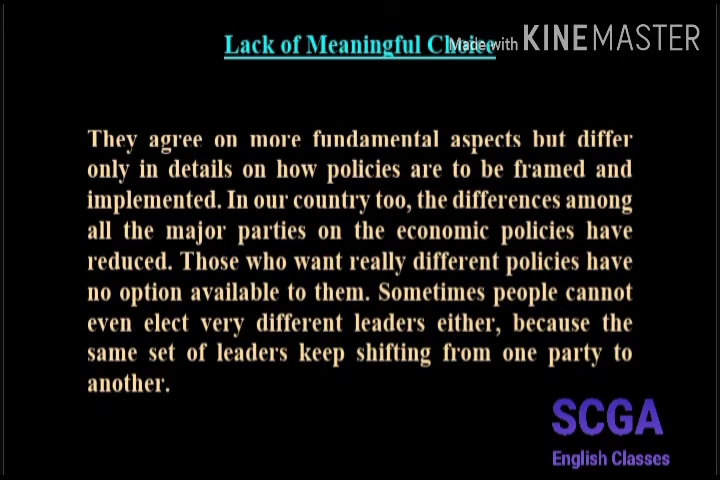 Lack of Meaningful Choice
Made with KINEMASTER
They agree on more fundamental aspects but differ
only in details on how policies are to be framed and
implemented. In our country too, the differences among
all the major parties on the economic policies have
reduced. Those who want really different policies have
no option available to them. Sometimes people cannot
even elect very different leaders either, because the
same set of leaders keep shifting from one party to
another.
SCGA
English Classes